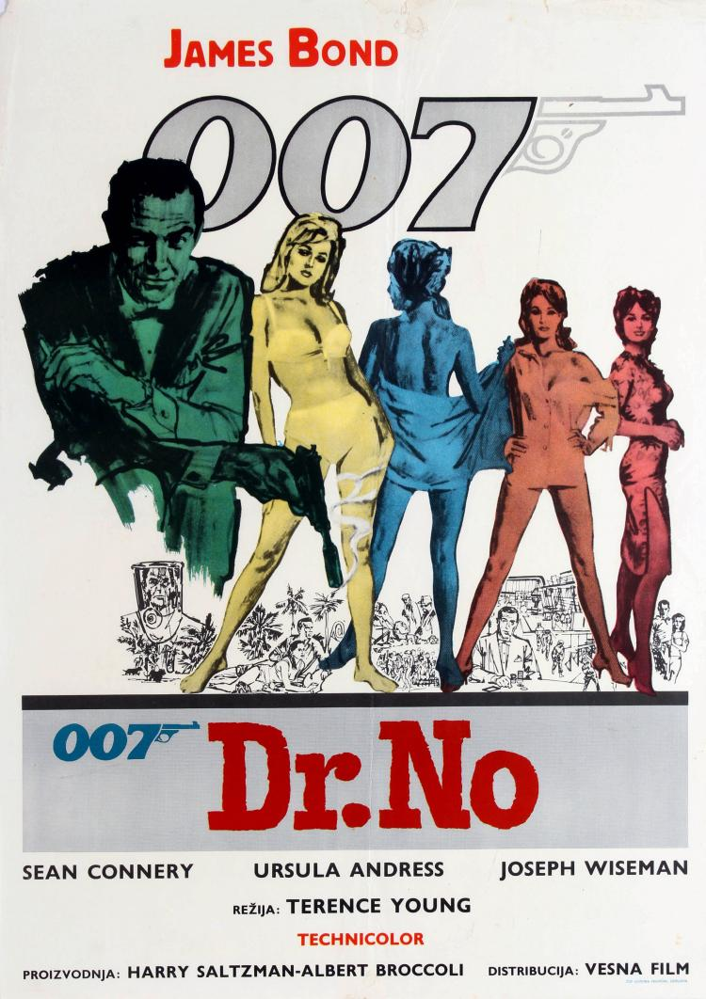 JAMES BOND
007
007 Dr. No
SEAN CONNERY URSULA ANDRESS JOSEPH WISEMAN
REŽIJA: TERENCE YOUNG
TECHNICOLOR
PROIZVODNJA: HARRY SALTZMAN-ALBERT BROCCOLI DISTRIBUCIJA: VESNA FILM